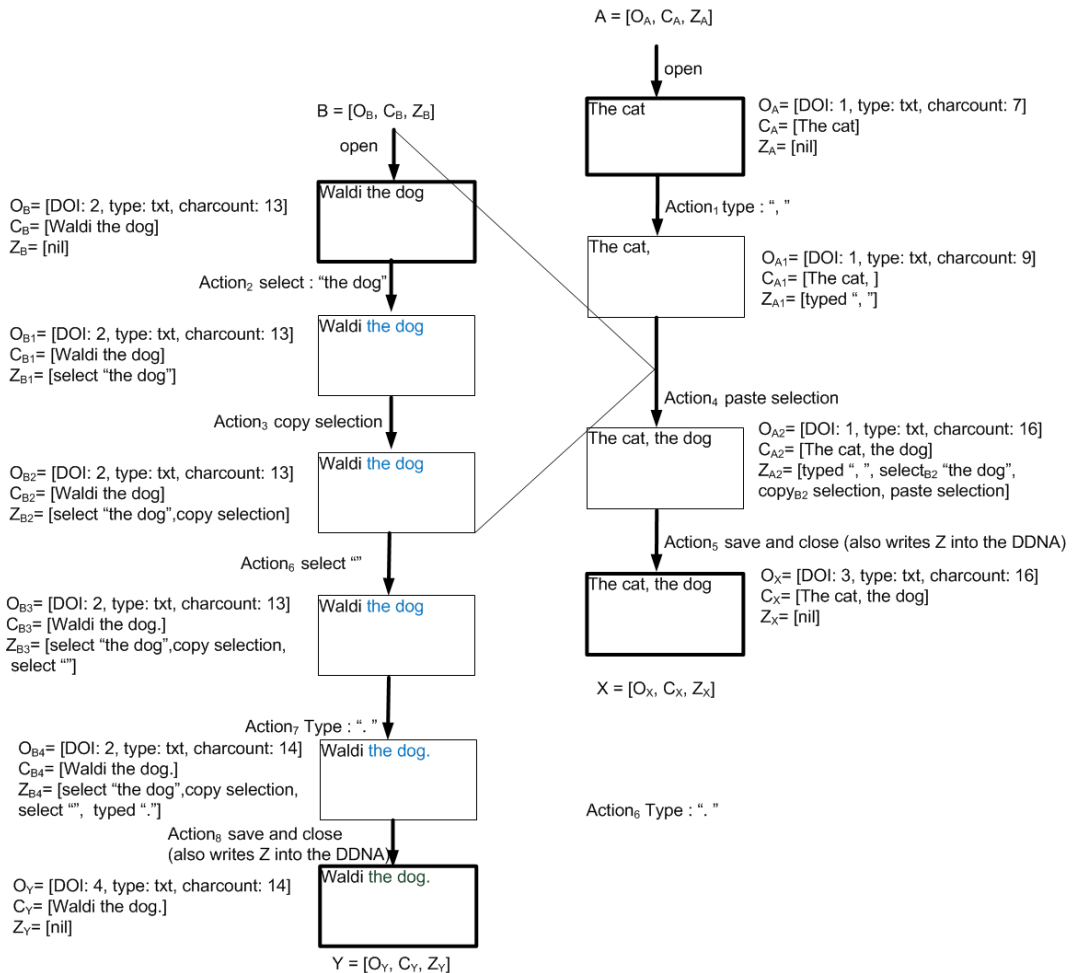 A = [OA, CA, ZA]
open
The cat
OA= [DOI: 1, type: txt, charcount: 7]
CA= [The cat]
ZA= [nil]
Action1 type : “, ”
The cat,
OA1= [DOI: 1, type: txt, charcount: 9]
CA1= [The cat, ]
ZA1= [typed “, ”]
Action4 paste selection
The cat, the dog
OA2= [DOI: 1, type: txt, charcount: 16]
CA2= [The cat, the dog]
ZA2= [typed “, ”, selectB2 “the dog”,
copyB2 selection, paste selection]
Action5 save and close (also writes Z into the DDNA)
The cat, the dog
OX= [DOI: 3, type: txt, charcount: 16]
CX= [The cat, the dog]
ZX= [nil]
X = [OX, CX, ZX]
Action6 Type : “. ”
B = [OB, CB, ZB]
open
Waldi the dog
OB= [DOI: 2, type: txt, charcount: 13]
CB= [Waldi the dog]
ZB= [nil]
Action2 select : “the dog”
Waldi the dog
OB1= [DOI: 2, type: txt, charcount: 13]
CB1= [Waldi the dog]
ZB1= [select “the dog”]
Action3 copy selection
Waldi the dog
OB2= [DOI: 2, type: txt, charcount: 13]
CB2= [Waldi the dog]
ZB2= [select “the dog”,copy selection]
Action6 select “”
Waldi the dog
OB3= [DOI: 2, type: txt, charcount: 13]
CB3= [Waldi the dog.]
ZB3= [select “the dog”,copy selection,
select “”]
Action7 Type : “. ”
Waldi the dog.
OB4= [DOI: 2, type: txt, charcount: 14]
CB4= [Waldi the dog.]
ZB4= [select “the dog”,copy selection,
select “”, typed “.”]
Action8 save and close
(also writes Z into the DDNA)
Waldi the dog.
OY= [DOI: 4, type: txt, charcount: 14]
CY= [Waldi the dog.]
ZY= [nil]
Y = [OY, CY, ZY]